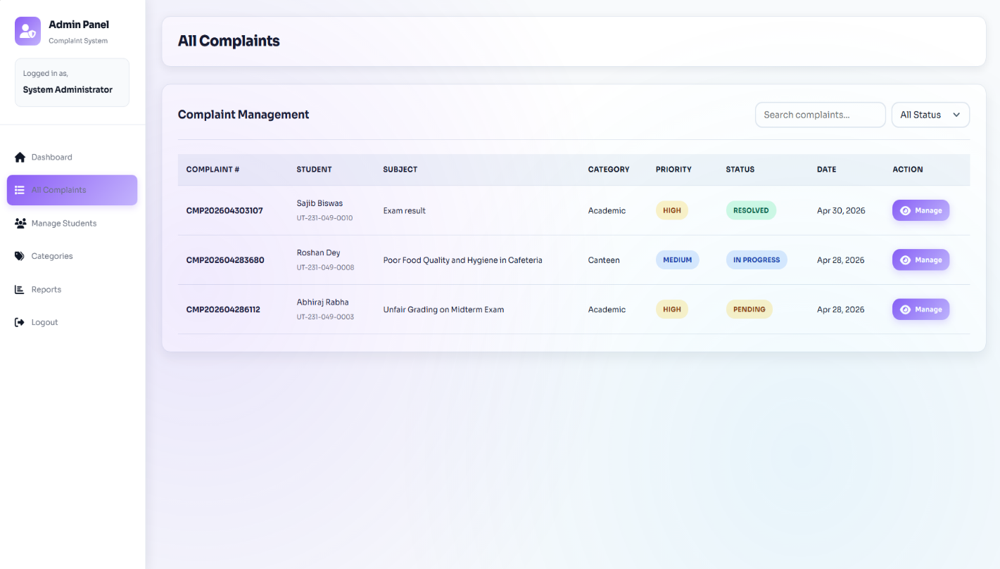 Admin Panel
Complaint System
Logged in as,
System Administrator
Dashboard
All Complaints
Manage Students
Categories
Reports
Logout
All Complaints
Complaint Management
Search complaints...
All Status
COMPLAINT # STUDENT SUBJECT CATEGORY PRIORITY STATUS DATE ACTION
CMP202604303107 Sajib Biswas UT-231-049-0010 Exam result Academic HIGH RESOLVED Apr 30, 2026 Manage
CMP202604283680 Roshan Dey UT-231-049-0008 Poor Food Quality and Hygiene in Cafeteria Canteen MEDIUM IN PROGRESS Apr 28, 2026 Manage
CMP202604286112 Abhiraj Rabha UT-231-049-0003 Unfair Grading on Midterm Exam Academic HIGH PENDING Apr 28, 2026 Manage